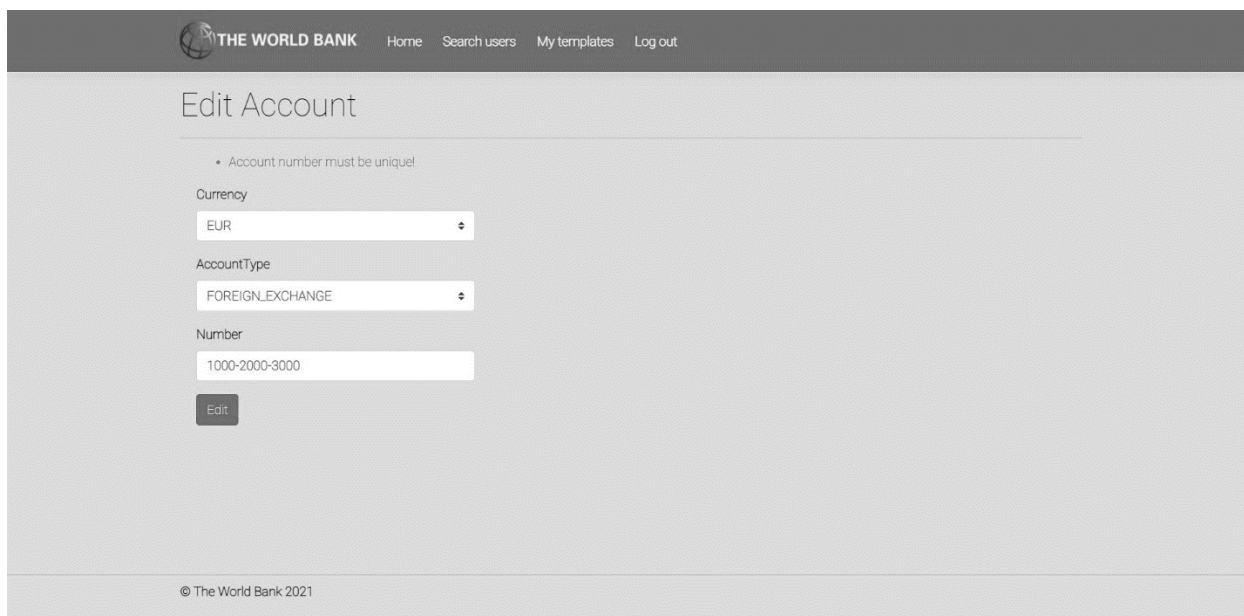 THE WORLD BANK Home Search users My templates Log out
Edit Account
• Account number must be unique!
Currency
EUR
AccountType
FOREIGN_EXCHANGE
Number
1000-2000-3000
Edit
© The World Bank 2021